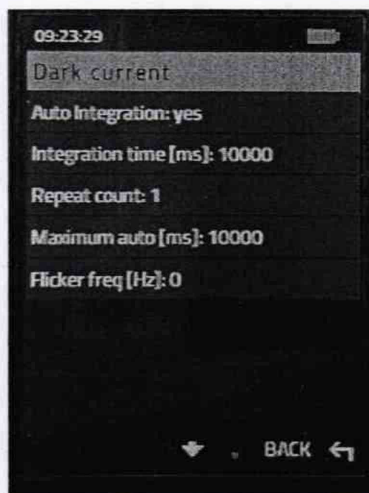 09:23:29
Dark current
Auto Integration: yes
Integration time [ms]: 10000
Repeat count: 1
Maximum auto [ms]: 10000
Flicker freq [Hz]: 0
BACK